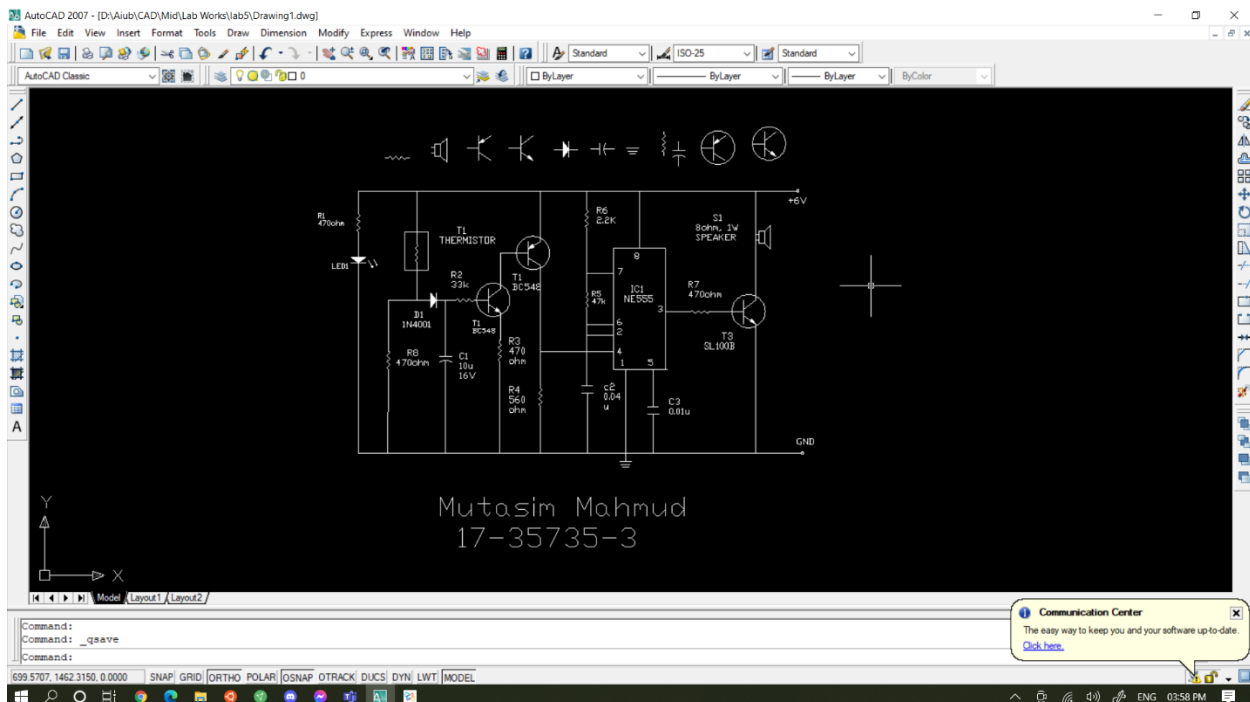 AutoCAD 2007 - [D:\Aiub\CAD\Mid\Lab Works\lab5\Drawing1.dwg]
File Edit View Insert Format Tools Draw Dimension Modify Express Window Help
Standard ISO-25 Standard
AutoCAD Classic 0 ByLayer ByLayer ByLayer ByColor
+6V
R1
470ohm
T1
THERMISTOR
R6
2.2K
S1
8ohm, 1W
SPEAKER
8
LED1
R2
33k
T1
BC548
7
R5
47k
IC1
NE555
3
R7
470ohm
D1
1N4001
T1
BC548
6
2
T3
SL100B
R8
470ohm
C1
10u
16V
R3
470
ohm
4
1 5
R4
560
ohm
c2
0.04
u
C3
0.01u
GND
Mutasim Mahmud
17-35735-3
Y
X
Model Layout1 Layout2
Command:
Command: _qsave
Command:
Communication Center
The easy way to keep you and your software up-to-date.
Click here.
699.5707, 1462.3150, 0.0000 SNAP GRID ORTHO POLAR OSNAP OTRACK DUCS DYN LWT MODEL
ENG 03:58 PM